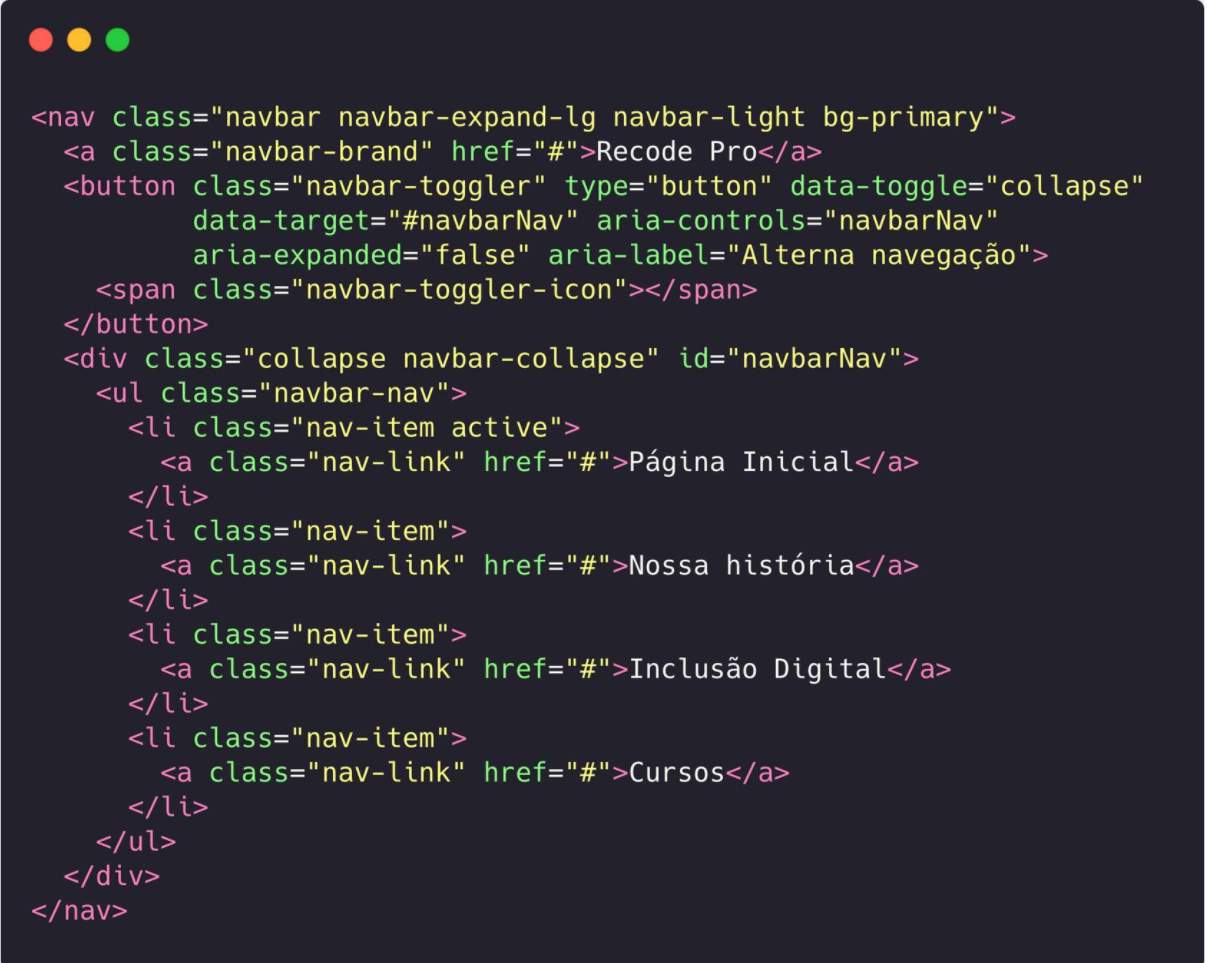 <nav class="navbar navbar-expand-lg navbar-light bg-primary">
  <a class="navbar-brand" href="#">Recode Pro</a>
  <button class="navbar-toggler" type="button" data-toggle="collapse"
          data-target="#navbarNav" aria-controls="navbarNav"
          aria-expanded="false" aria-label="Alterna navegação">
    <span class="navbar-toggler-icon"></span>
  </button>
  <div class="collapse navbar-collapse" id="navbarNav">
    <ul class="navbar-nav">
      <li class="nav-item active">
        <a class="nav-link" href="#">Página Inicial</a>
      </li>
      <li class="nav-item">
        <a class="nav-link" href="#">Nossa história</a>
      </li>
      <li class="nav-item">
        <a class="nav-link" href="#">Inclusão Digital</a>
      </li>
      <li class="nav-item">
        <a class="nav-link" href="#">Cursos</a>
      </li>
    </ul>
  </div>
</nav>